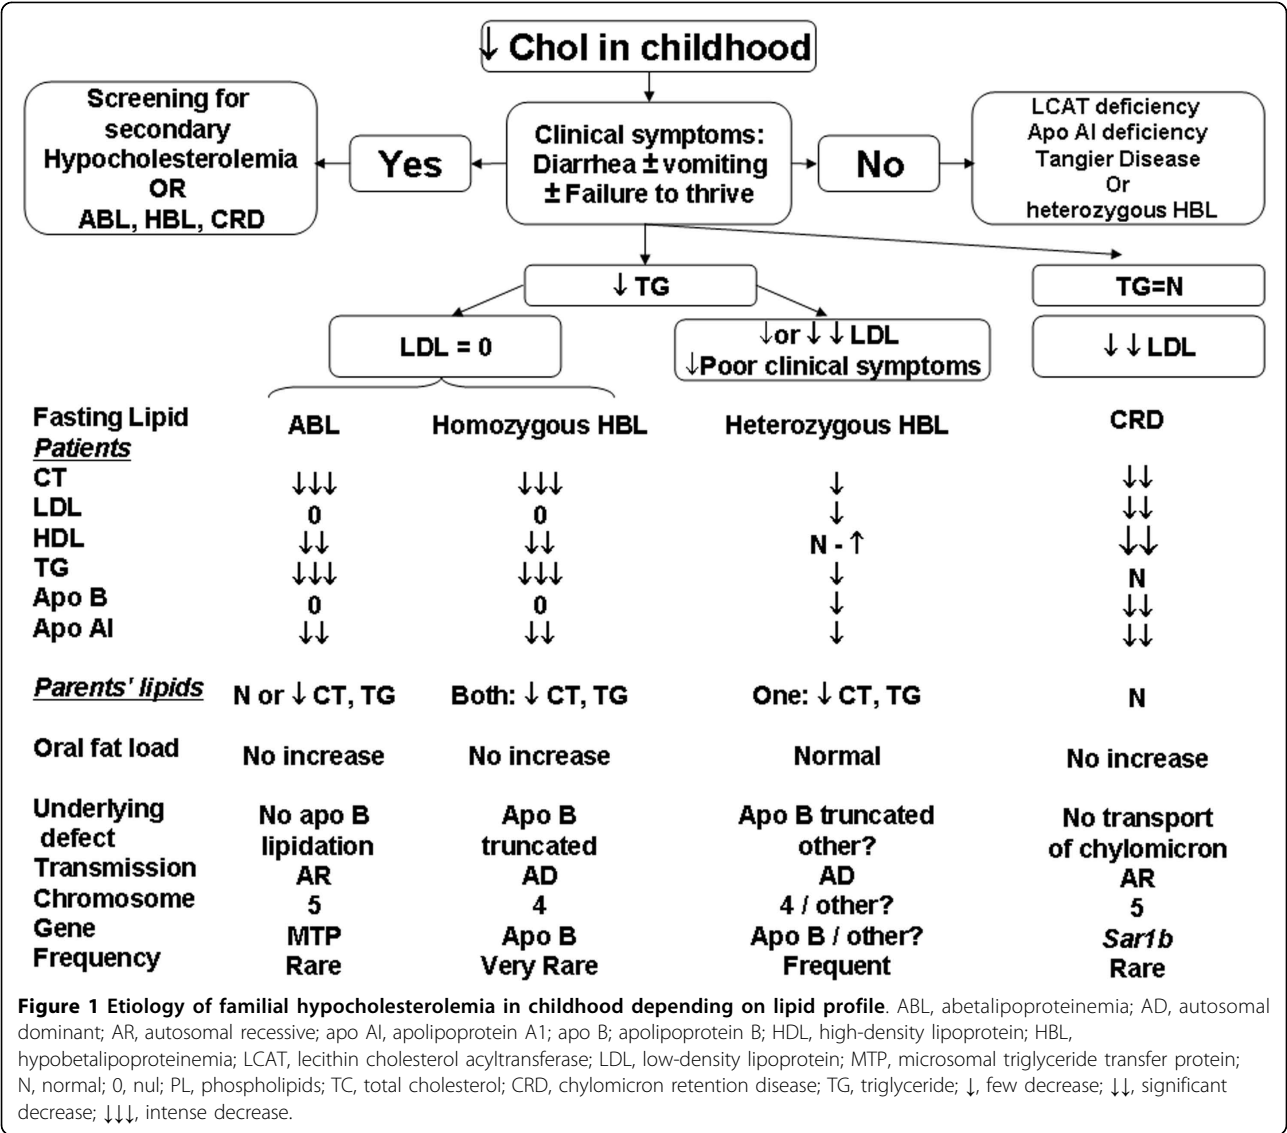 ↓ Chol in childhood
Screening for
secondary
Hypocholesterolemia
OR
ABL, HBL, CRD
Yes
Clinical symptoms:
Diarrhea ± vomiting
± Failure to thrive
No
LCAT deficiency
Apo AI deficiency
Tangier Disease
Or
heterozygous HBL
↓ TG
TG=N
LDL = 0
↓or ↓ ↓ LDL
↓Poor clinical symptoms
↓ ↓ LDL
Fasting Lipid ABL Homozygous HBL Heterozygous HBL CRD
Patients
CT ↓↓↓ ↓↓↓ ↓ ↓↓
LDL 0 0 ↓ ↓↓
HDL ↓↓ ↓↓ N - ↑ ↓↓
TG ↓↓↓ ↓↓↓ ↓ N
Apo B 0 0 ↓ ↓↓
Apo AI ↓↓ ↓↓ ↓ ↓↓
Parents' lipids N or ↓ CT, TG Both: ↓ CT, TG One: ↓ CT, TG N
Oral fat load No increase No increase Normal No increase
Underlying No apo B Apo B Apo B truncated No transport
defect lipidation truncated other? of chylomicron
Transmission AR AD AD AR
Chromosome 5 4 4 / other? 5
Gene MTP Apo B Apo B / other? Sar1b
Frequency Rare Very Rare Frequent Rare
Figure 1 Etiology of familial hypocholesterolemia in childhood depending on lipid profile. ABL, abetalipoproteinemia; AD, autosomal
dominant; AR, autosomal recessive; apo AI, apolipoprotein A1; apo B; apolipoprotein B; HDL, high-density lipoprotein; HBL,
hypobetalipoproteinemia; LCAT, lecithin cholesterol acyltransferase; LDL, low-density lipoprotein; MTP, microsomal triglyceride transfer protein;
N, normal; 0, nul; PL, phospholipids; TC, total cholesterol; CRD, chylomicron retention disease; TG, triglyceride; ↓, few decrease; ↓↓, significant
decrease; ↓↓↓, intense decrease.